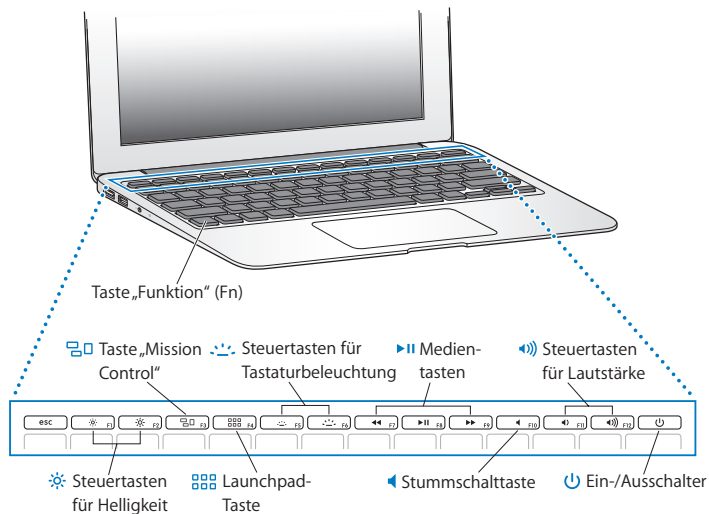 Taste „Funktion“ (Fn)
Taste „Mission
Control“
Steuertasten für
Tastaturbeleuchtung
Medien-
tasten
Steuertasten
für Lautstärke
esc F1 F2 F3 F4 F5 F6 F7 F8 F9 F10 F11 F12
Steuertasten
für Helligkeit
Launchpad-
Taste
Stummschalttaste
Ein-/Ausschalter